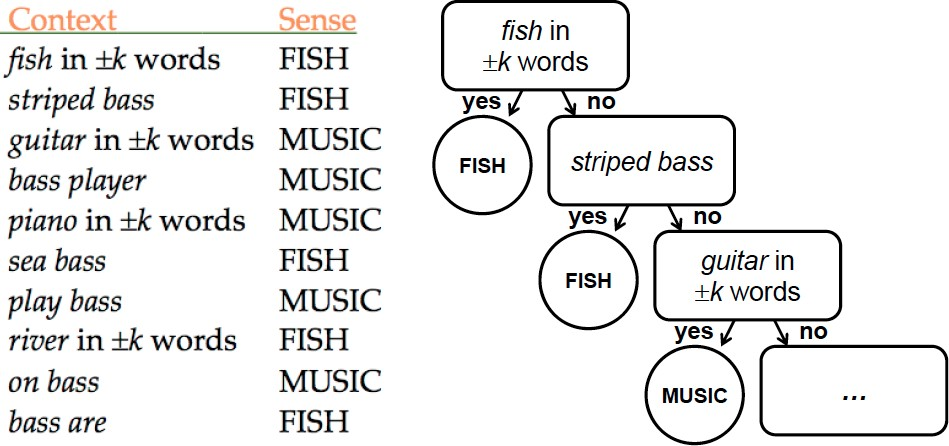 Context Sense
fish in ±k words FISH
striped bass FISH
guitar in ±k words MUSIC
bass player MUSIC
piano in ±k words MUSIC
sea bass FISH
play bass MUSIC
river in ±k words FISH
on bass MUSIC
bass are FISH
fish in
±k words
yes no
FISH
striped bass
yes no
FISH
guitar in
±k words
yes no
MUSIC
...